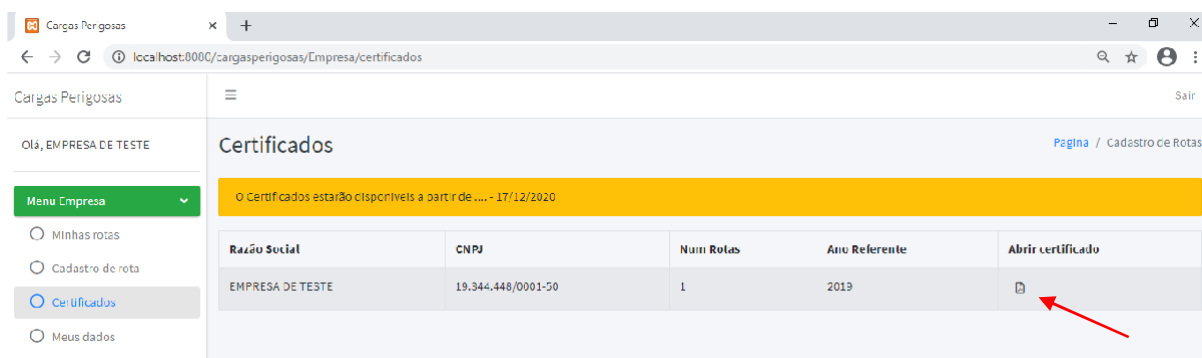 Cargas Perigosas
localhost:8080/cargasperigosas/Empresa/certificados
Cargas Perigosas
Sair
Olá, EMPRESA DE TESTE
Certificados
Pagina / Cadastro de Rotas
Menu Empresa
O Certificados estarão disponíveis a partir de .... - 17/12/2020
Minhas rotas
Razão Social CNPJ Num Rotas Ano Referente Abrir certificado
Cadastro de rota
EMPRESA DE TESTE 19.344.448/0001-50 1 2019
Certificados
Meus dados